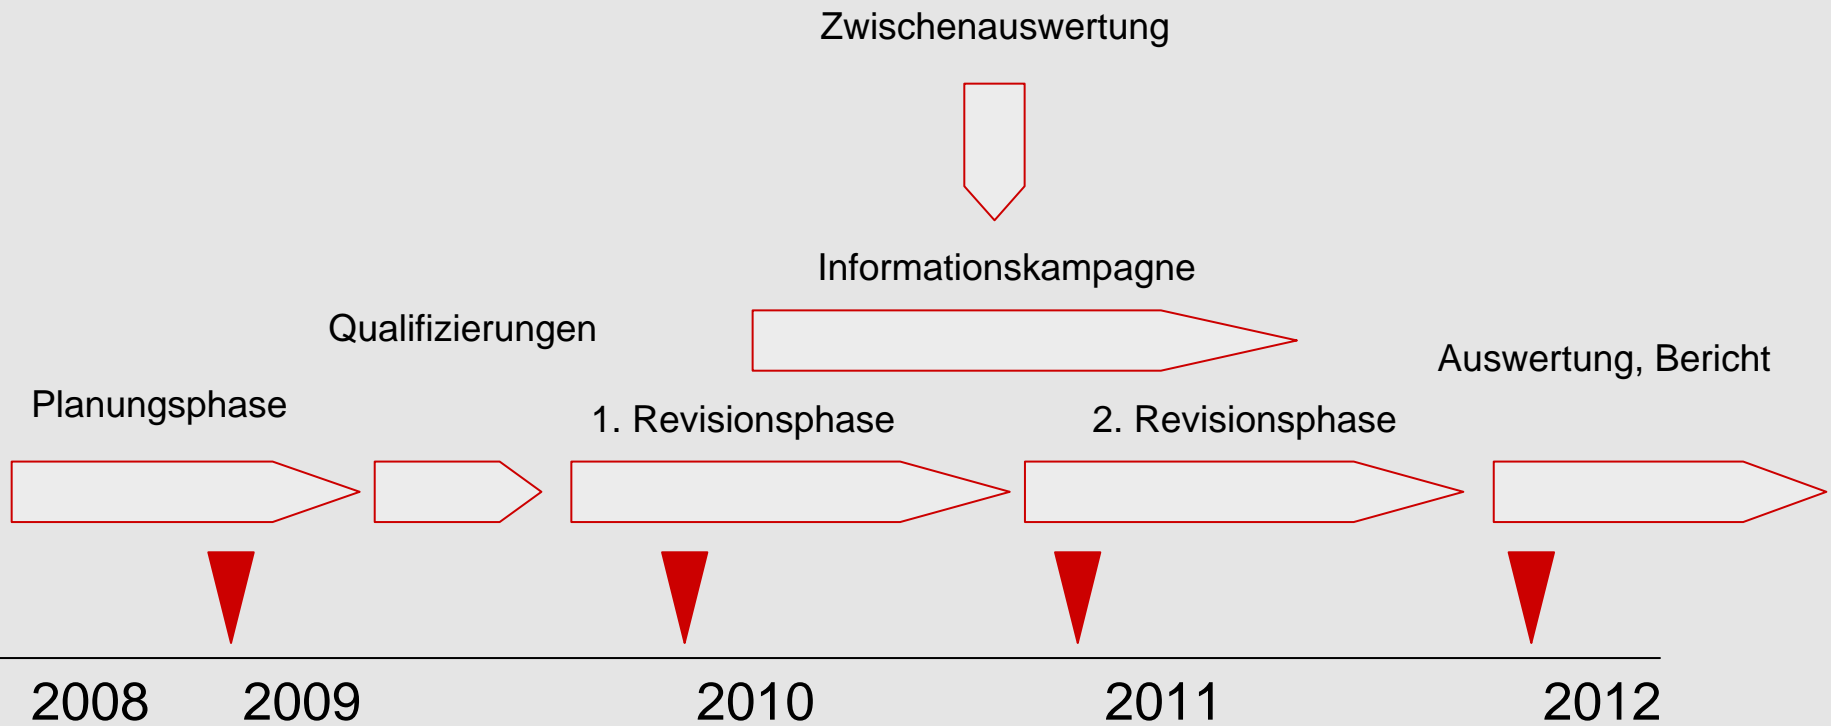 Zwischenauswertung
Informationskampagne
Qualifizierungen
Auswertung, Bericht
Planungsphase
1. Revisionsphase
2. Revisionsphase
2008
2009
2010
2011
2012